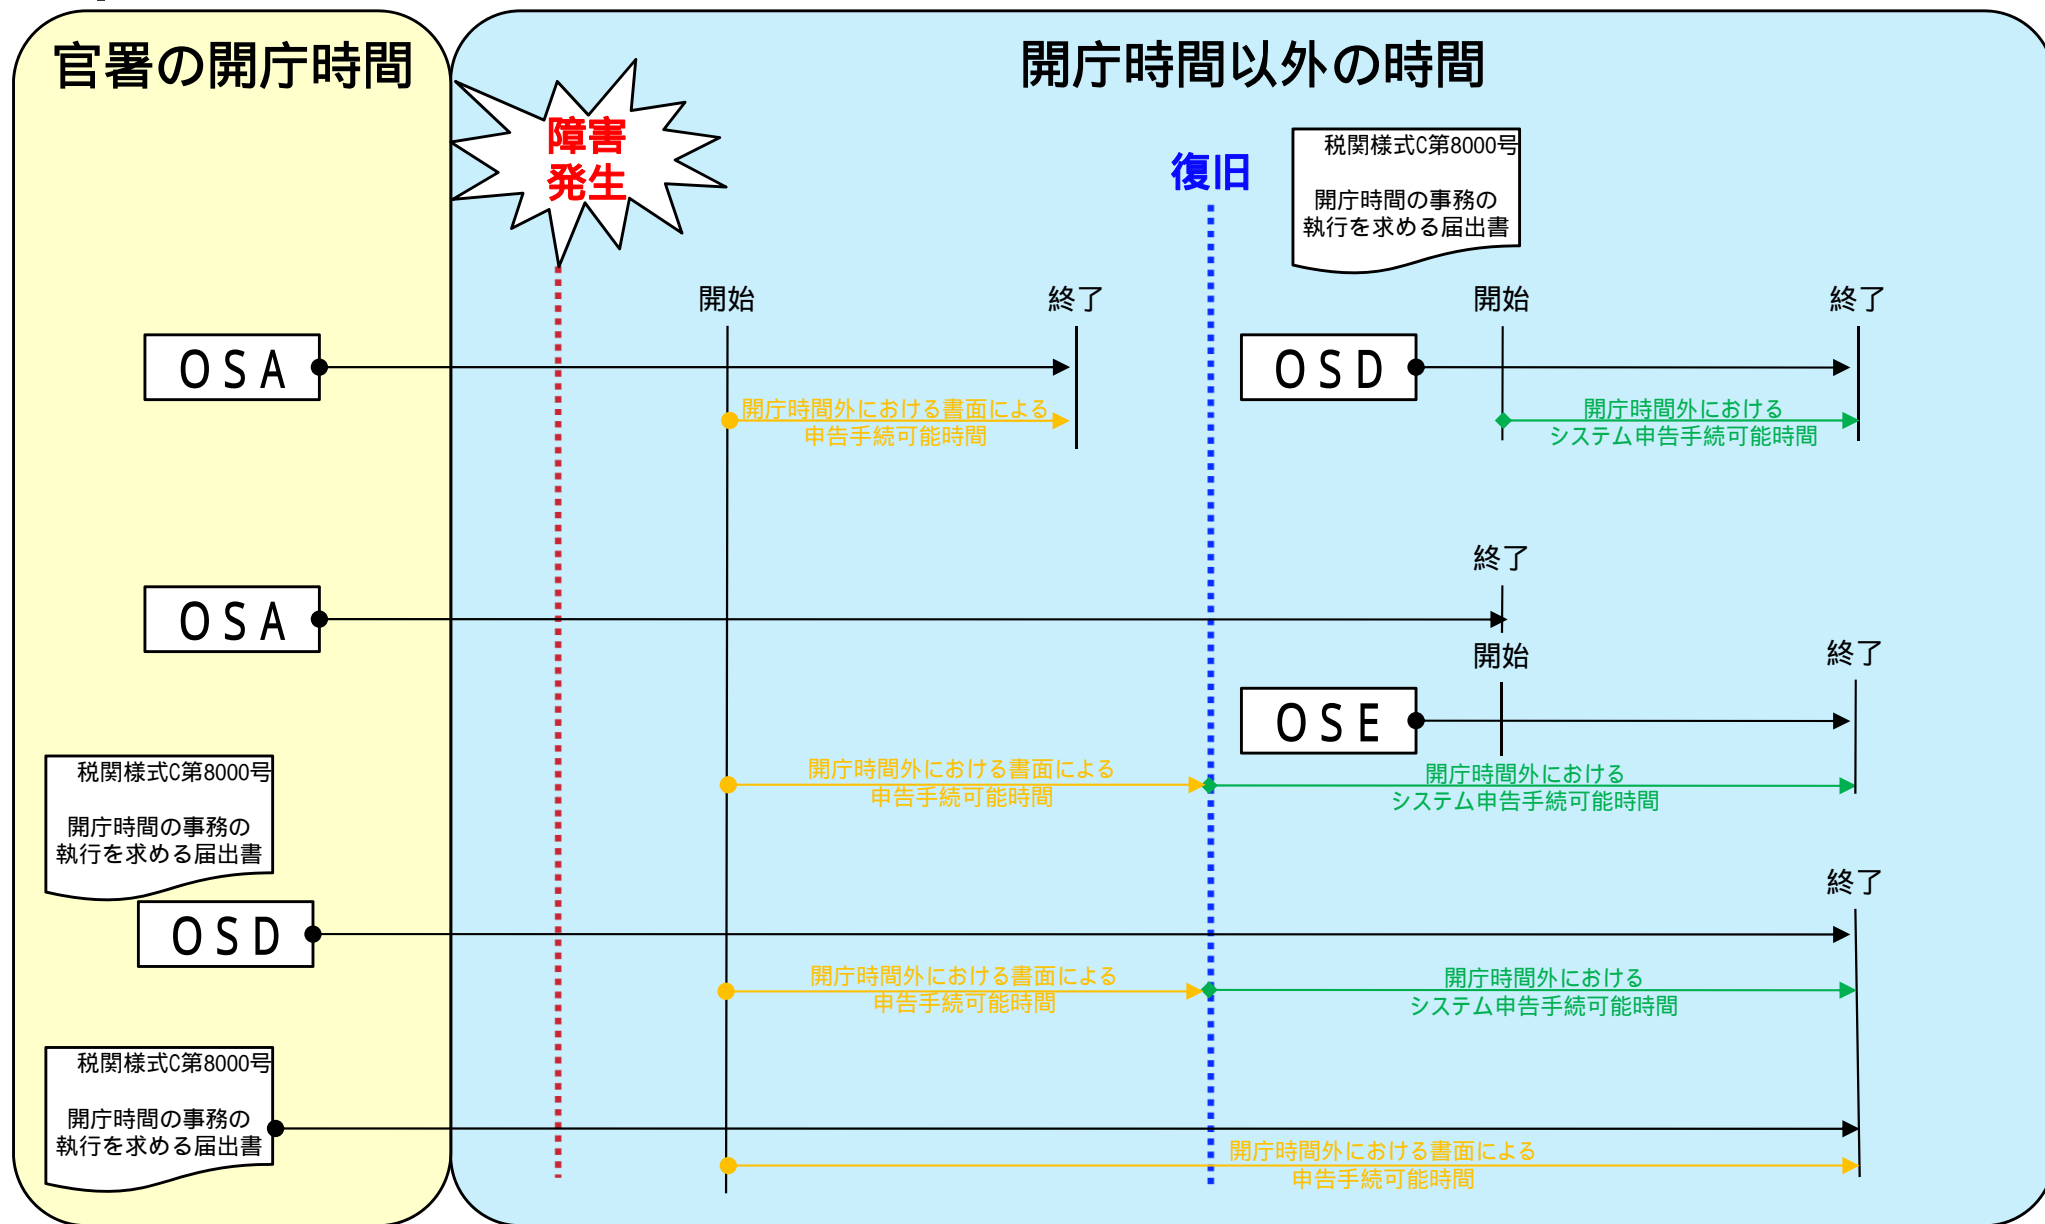 官署の開庁時間
開庁時間以外の時間
障害
発生
復旧
税関様式C第8000号
開庁時間の事務の
執行を求める届出書
開始
終了
開始
終了
OSA
OSD
開庁時間外における書面による
申告手続可能時間
開庁時間外における
システム申告手続可能時間
終了
OSA
開始
終了
OSE
税関様式C第8000号
開庁時間の事務の
執行を求める届出書
開庁時間外における書面による
申告手続可能時間
開庁時間外における
システム申告手続可能時間
終了
OSD
開庁時間外における書面による
申告手続可能時間
開庁時間外における
システム申告手続可能時間
税関様式C第8000号
開庁時間の事務の
執行を求める届出書
開庁時間外における書面による
申告手続可能時間